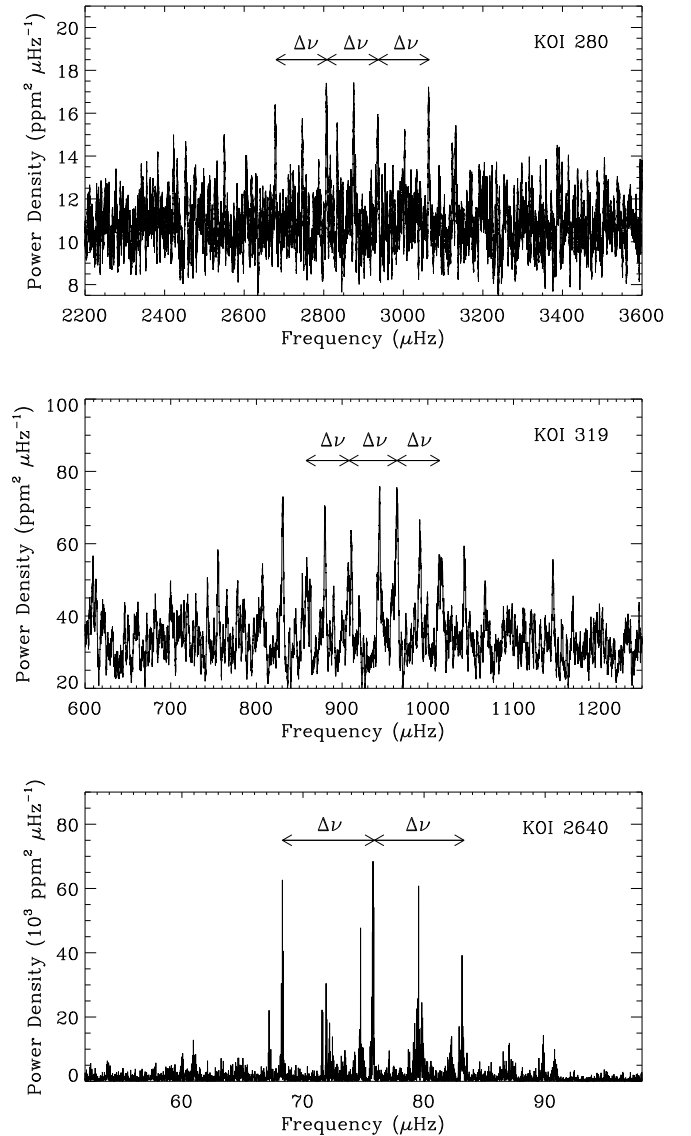 KOI 280
Δν Δν Δν
Power Density (ppm² μHz⁻¹)
20
18
16
14
12
10
8
2200 2400 2600 2800 3000 3200 3400 3600
Frequency (μHz)
KOI 319
Δν Δν Δν
Power Density (ppm² μHz⁻¹)
100
80
60
40
20
600 700 800 900 1000 1100 1200
Frequency (μHz)
KOI 2640
Δν Δν
Power Density (10³ ppm² μHz⁻¹)
80
60
40
20
0
60 70 80 90
Frequency (μHz)